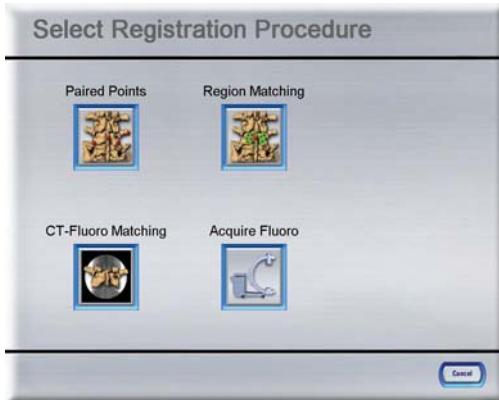 Select Registration Procedure
Paired Points Region Matching
CT-Fluoro Matching Acquire Fluoro
Cancel